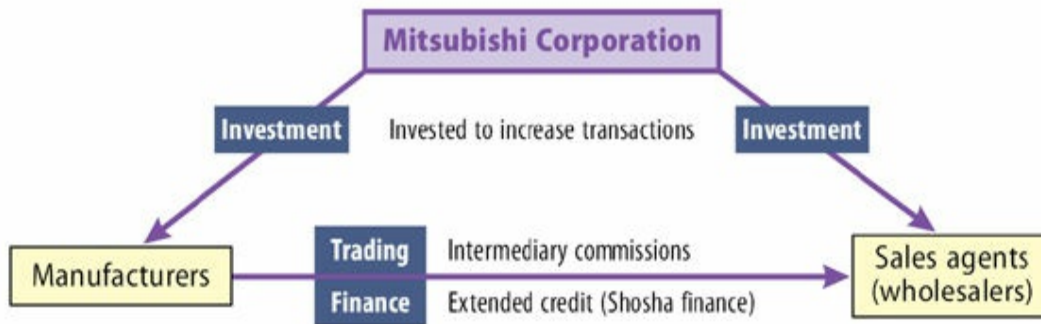 Mitsubishi Corporation
Investment
Invested to increase transactions
Investment
Manufacturers
Trading
Intermediary commissions
Finance
Extended credit (Shosha finance)
Sales agents
(wholesalers)